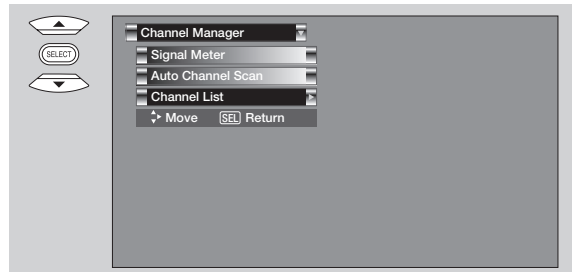 SELECT
Channel Manager
Signal Meter
Auto Channel Scan
Channel List
Move SEL Return